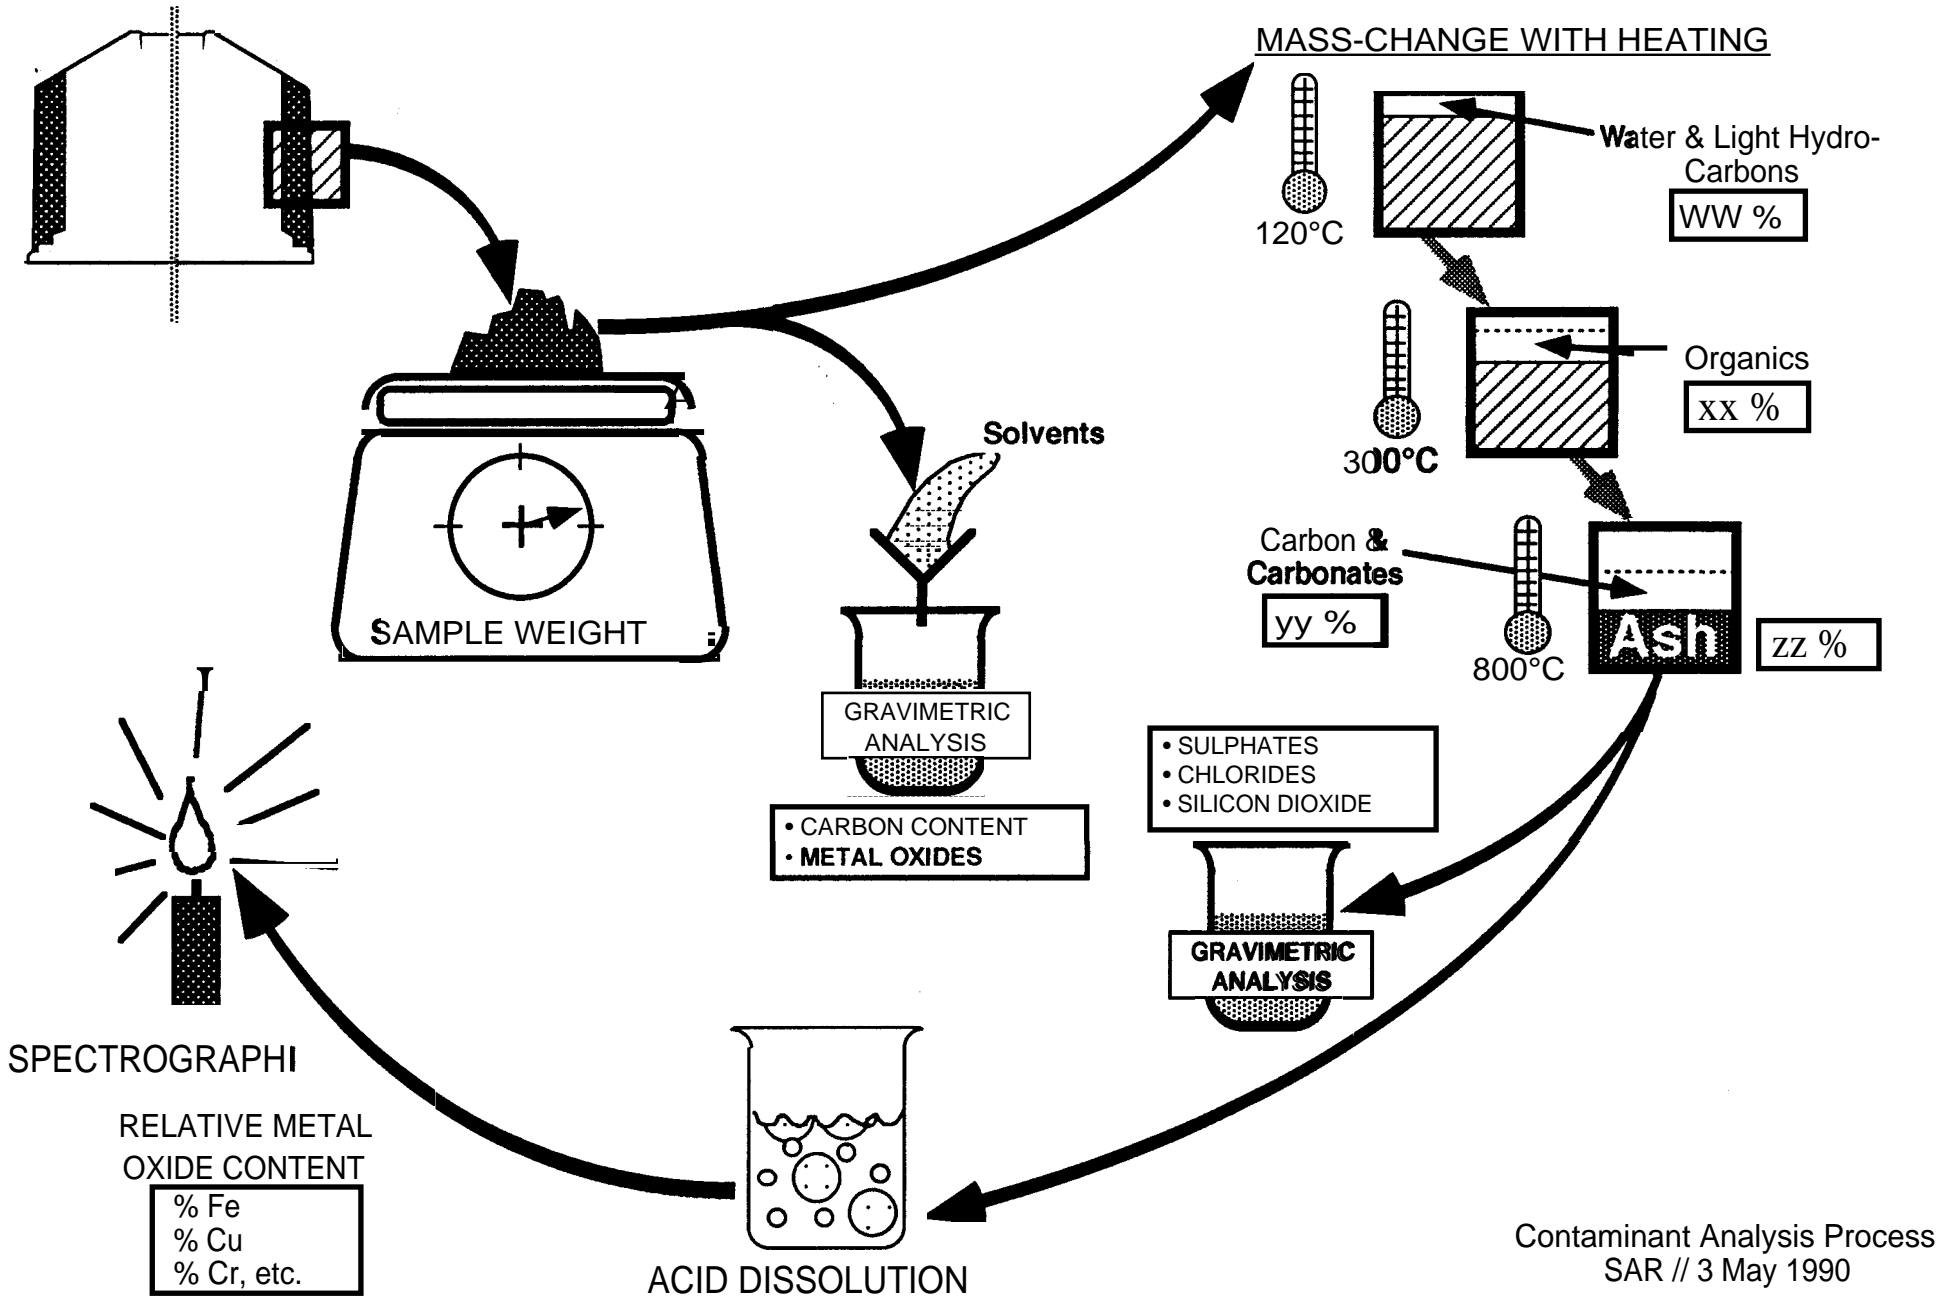 MASS-CHANGE WITH HEATING
120°C
Water & Light Hydro-
Carbons
WW %
300°C
Organics
xx %
Carbon &
Carbonates
yy %
800°C
Ash
zz %
Solvents
SAMPLE WEIGHT
GRAVIMETRIC
ANALYSIS
• CARBON CONTENT
• METAL OXIDES
• SULPHATES
• CHLORIDES
• SILICON DIOXIDE
GRAVIMETRIC
ANALYSIS
ACID DISSOLUTION
SPECTROGRAPHI
RELATIVE METAL
OXIDE CONTENT
% Fe
% Cu
% Cr, etc.
Contaminant Analysis Process
SAR // 3 May 1990